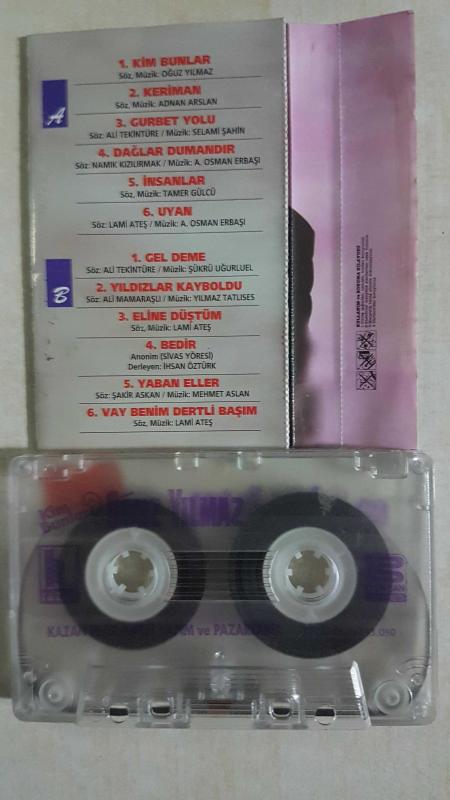 A
1. KİM BUNLAR
Söz, Müzik: OĞUZ YILMAZ
2. KERİMAN
Söz, Müzik: ADNAN ARSLAN
3. GURBET YOLU
Söz: ALİ TEKİNTÜRE / Müzik: SELAMİ ŞAHİN
4. DAĞLAR DUMANDIR
Söz: NAMIK KIZILIRMAK / Müzik: A. OSMAN ERBAŞI
5. İNSANLAR
Söz, Müzik: TAMER GÜLCÜ
6. UYAN
Söz: LAMİ ATEŞ / Müzik: A. OSMAN ERBAŞI
B
1. GEL DEME
Söz: ALİ TEKİNTÜRE / Müzik: ŞÜKRÜ UĞURLUEL
2. YILDIZLAR KAYBOLDU
Söz: ALİ MAMARAŞLI / Müzik: YILMAZ TATLISES
3. ELİNE DÜŞTÜM
Söz, Müzik: LAMİ ATEŞ
4. BEDİR
Anonim (SİVAS YÖRESİ)
Derleyen: İHSAN ÖZTÜRK
5. YABAN ELLER
Söz: ŞAKİR ASKAN / Müzik: MEHMET ASLAN
6. VAY BENİM DERTLİ BAŞIM
Söz, Müzik: LAMİ ATEŞ
Kim
YILMAZ
ve PAZARLAMA